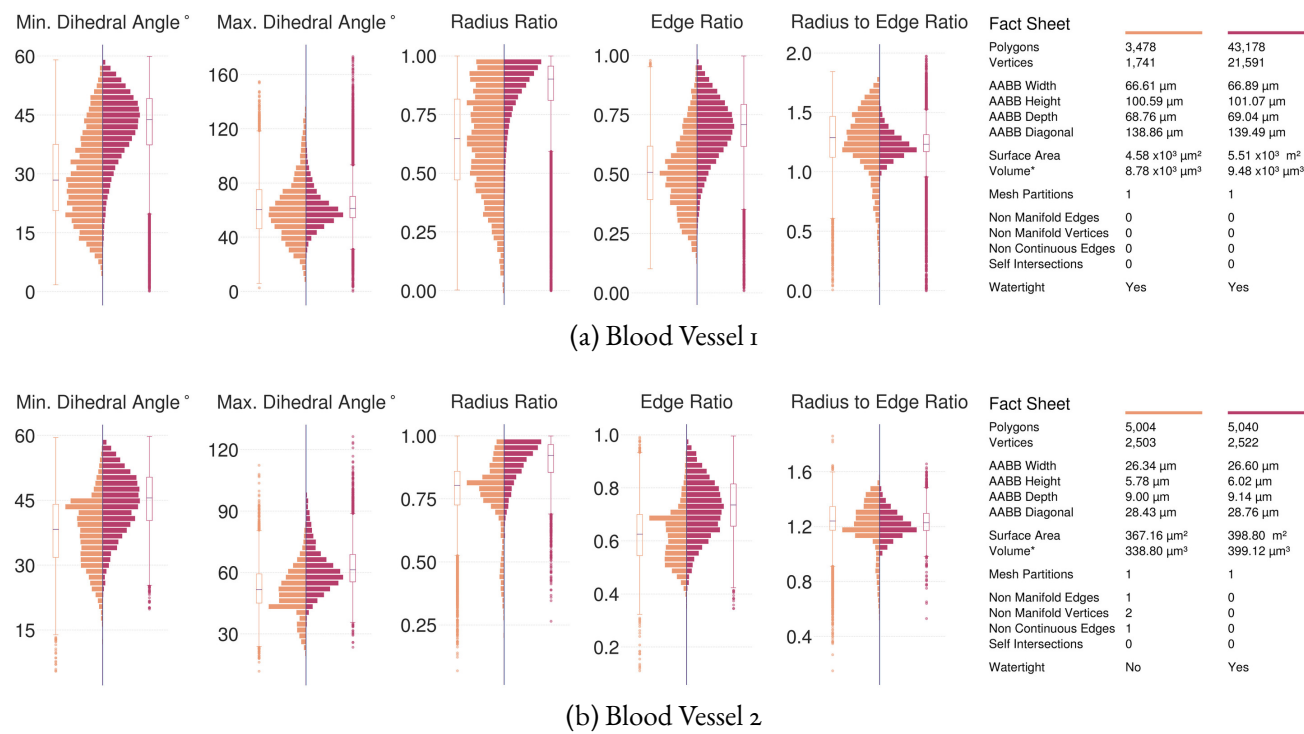 Min. Dihedral Angle °
Max. Dihedral Angle °
Radius Ratio
Edge Ratio
Radius to Edge Ratio
60
45
30
15
0
160
120
80
40
0
1.00
0.75
0.50
0.25
0.00
1.00
0.75
0.50
0.25
0.00
2.0
1.5
1.0
0.5
0.0
Fact Sheet
Polygons 3,478 43,178
Vertices 1,741 21,591
AABB Width 66.61 μm 66.89 μm
AABB Height 100.59 μm 101.07 μm
AABB Depth 68.76 μm 69.04 μm
AABB Diagonal 138.86 μm 139.49 μm
Surface Area 4.58 x10³ μm² 5.51 x10³ m²
Volume* 8.78 x10³ μm³ 9.48 x10³ μm³
Mesh Partitions 1 1
Non Manifold Edges 0 0
Non Manifold Vertices 0 0
Non Continuous Edges 0 0
Self Intersections 0 0
Watertight Yes Yes
(a) Blood Vessel 1
Min. Dihedral Angle °
Max. Dihedral Angle °
Radius Ratio
Edge Ratio
Radius to Edge Ratio
60
45
30
15
120
90
60
30
1.00
0.75
0.50
0.25
1.0
0.8
0.6
0.4
0.2
1.6
1.2
0.8
0.4
Fact Sheet
Polygons 5,004 5,040
Vertices 2,503 2,522
AABB Width 26.34 μm 26.60 μm
AABB Height 5.78 μm 6.02 μm
AABB Depth 9.00 μm 9.14 μm
AABB Diagonal 28.43 μm 28.76 μm
Surface Area 367.16 μm² 398.80 m²
Volume* 338.80 μm³ 399.12 μm³
Mesh Partitions 1 1
Non Manifold Edges 1 0
Non Manifold Vertices 2 0
Non Continuous Edges 1 0
Self Intersections 0 0
Watertight No Yes
(b) Blood Vessel 2